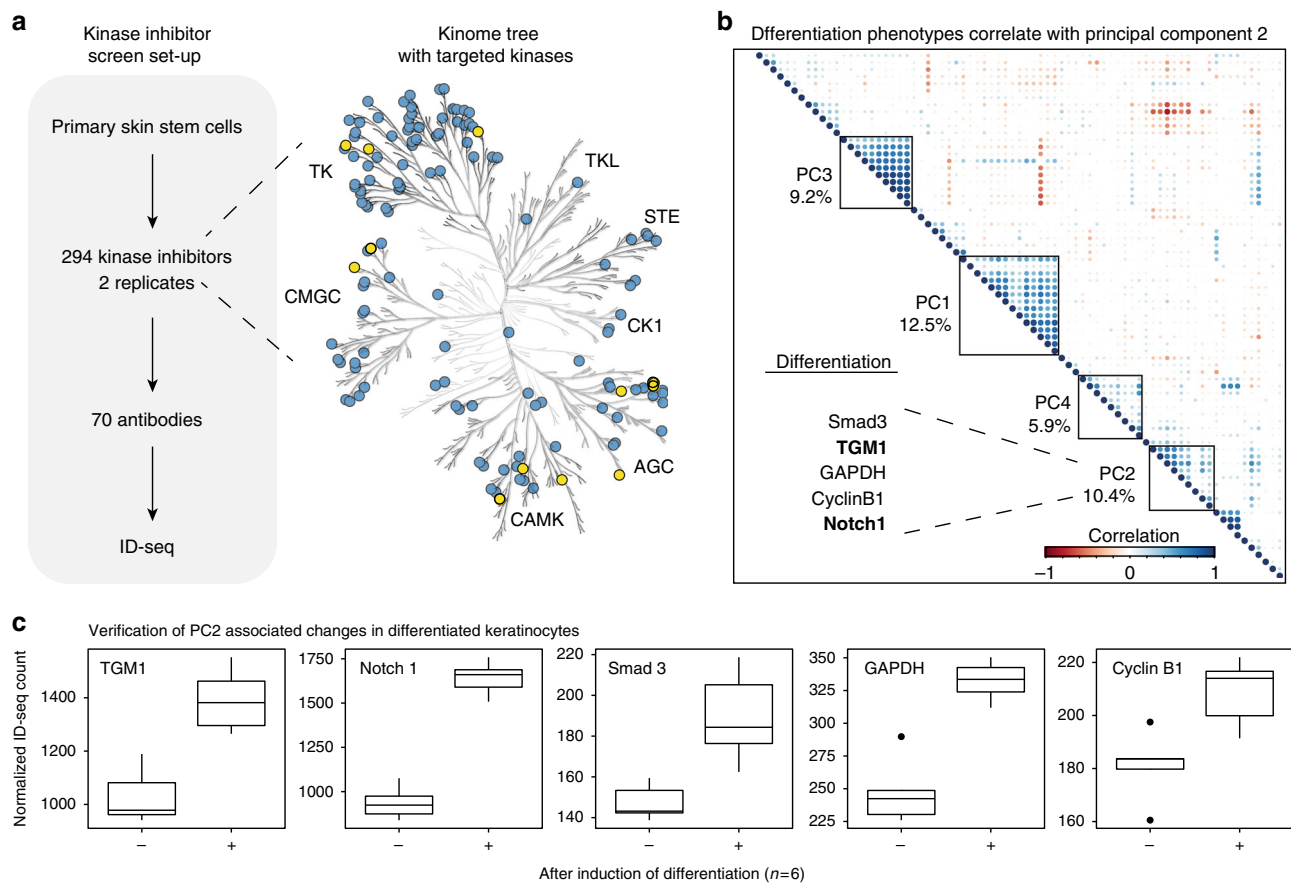 a
Kinase inhibitor
screen set-up
Primary skin stem cells
294 kinase inhibitors
2 replicates
70 antibodies
ID-seq
Kinome tree
with targeted kinases
TK
TKL
STE
CMGC
CK1
AGC
CAMK
b
Dfferentiation phenotypes correlate with principal component 2
PC3
9.2%
PC1
12.5%
Differentiation
PC4
5.9%
Smad3
TGM1
GAPDH
CyclinB1
Notch1
PC2
10.4%
Correlation
−1 0 1
c
Verification of PC2 associated changes in differentiated keratinocytes
Normalized ID-seq count
TGM1
1400
1200
1000
− +
Notch 1
1750
1500
1250
1000
− +
Smad 3
220
200
180
160
140
− +
GAPDH
350
325
300
275
250
225
− +
Cyclin B1
220
200
180
160
− +
After induction of differentiation (n=6)